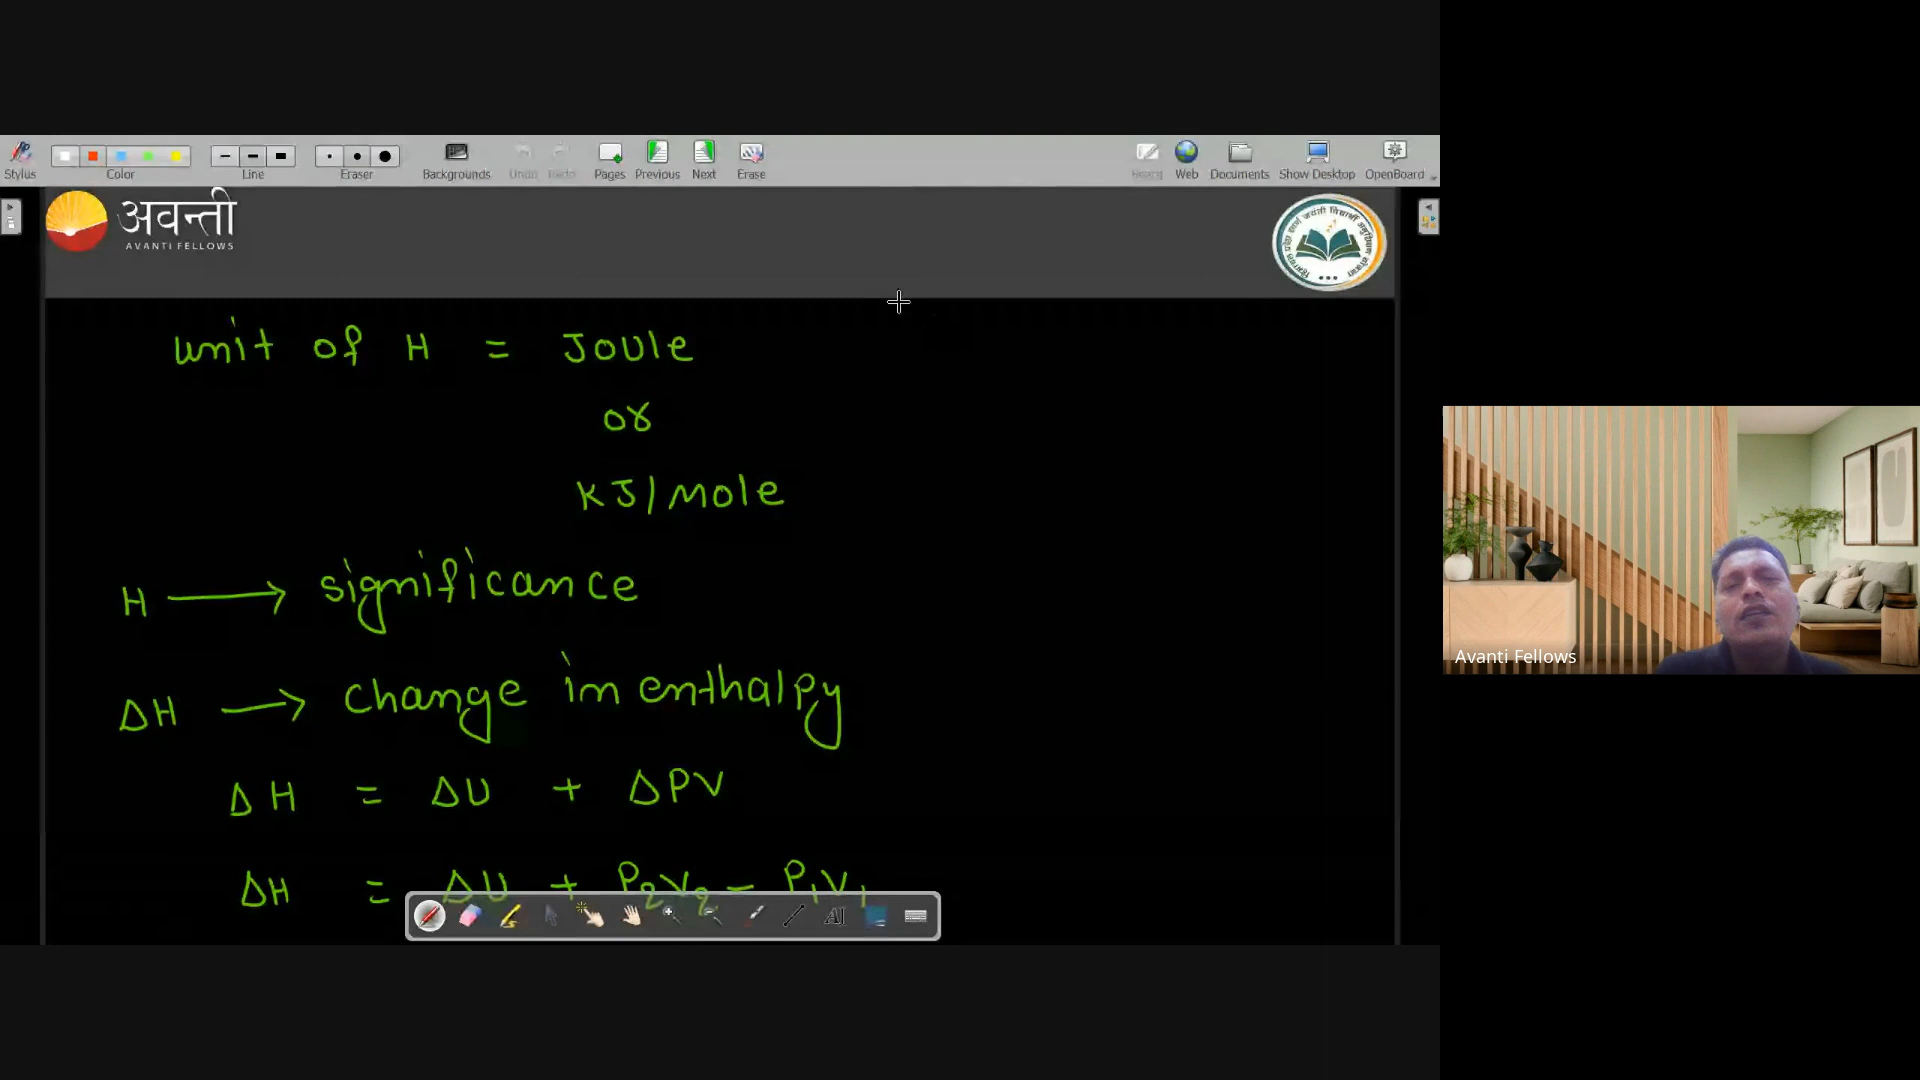 Stylus
Color
Line
Eraser
Backgrounds
Undo
Redo
Pages
Previous
Next
Erase
Board
Web
Documents
Show Desktop
OpenBoard
अवन्ती
AVANTI FELLOWS
unit of H = Joule
or
KJ/mole
H → significance
ΔH → change in enthalpy
ΔH = ΔU + ΔPV
ΔH = ΔU + P₂V₂ - P₁V₁
AI
Avanti Fellows